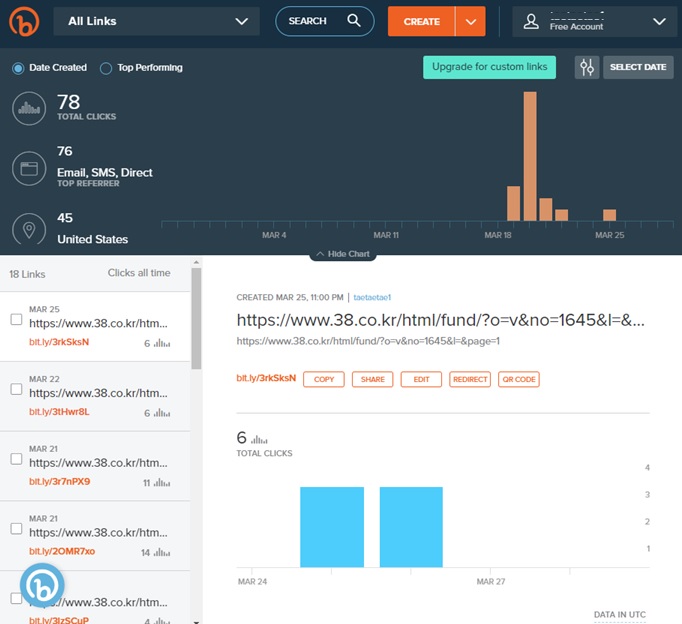 b
All Links
SEARCH
CREATE
Free Account
Date Created
Top Performing
Upgrade for custom links
SELECT DATE
78
TOTAL CLICKS
76
Email, SMS, Direct
TOP REFERRER
45
United States
MAR 4
MAR 11
MAR 18
MAR 25
Hide Chart
18 Links
Clicks all time
MAR 25
https://www.38.co.kr/htm...
bit.ly/3rkSksN
6
MAR 22
https://www.38.co.kr/htm...
bit.ly/3tHwr8L
6
MAR 21
https://www.38.co.kr/htm...
bit.ly/3r7nPX9
11
MAR 21
https://www.38.co.kr/htm...
bit.ly/2OMR7xo
14
https://www.38.co.kr/htm...
bit.ly/3lzSCuP
4
b
CREATED MAR 25, 11:00 PM | taetaetae1
https://www.38.co.kr/html/fund/?o=v&no=1645&l=&...
https://www.38.co.kr/html/fund/?o=v&no=1645&l=&page=1
bit.ly/3rkSksN
COPY
SHARE
EDIT
REDIRECT
QR CODE
6
TOTAL CLICKS
4
3
2
1
MAR 24
MAR 27
DATA IN UTC